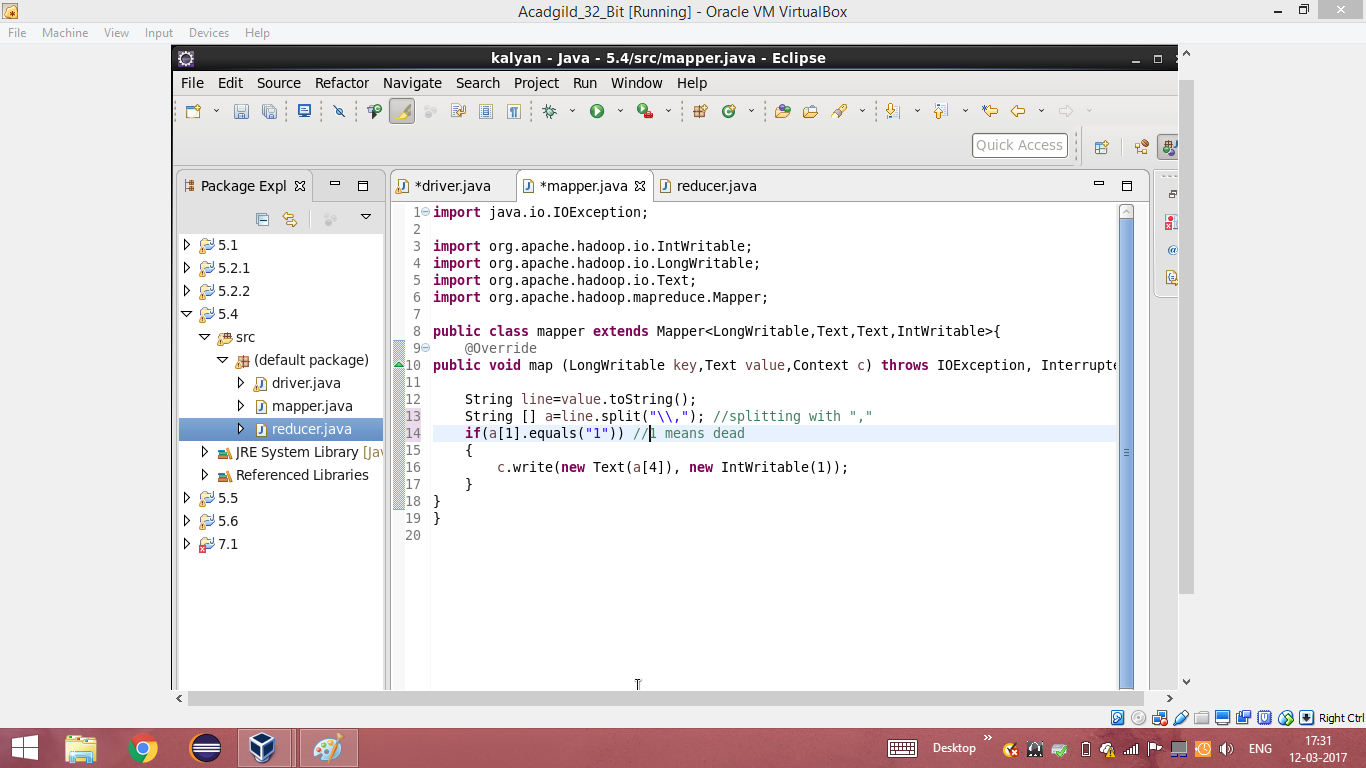 Acadgild_32_Bit [Running] - Oracle VM VirtualBox
File Machine View Input Devices Help
kalyan - Java - 5.4/src/mapper.java - Eclipse
File Edit Source Refactor Navigate Search Project Run Window Help
Quick Access
Package Expl
*driver.java *mapper.java reducer.java
5.1
5.2.1
5.2.2
5.4
src
(default package)
driver.java
mapper.java
reducer.java
JRE System Library [Jav
Referenced Libraries
5.5
5.6
7.1
1 import java.io.IOException;
2
3 import org.apache.hadoop.io.IntWritable;
4 import org.apache.hadoop.io.LongWritable;
5 import org.apache.hadoop.io.Text;
6 import org.apache.hadoop.mapreduce.Mapper;
7
8 public class mapper extends Mapper<LongWritable,Text,Text,IntWritable>{
9 @Override
10 public void map (LongWritable key,Text value,Context c) throws IOException, Interrupte
11
12 String line=value.toString();
13 String [] a=line.split("\\,"); //splitting with ","
14 if(a[1].equals("1")) //1 means dead
15 {
16 c.write(new Text(a[4]), new IntWritable(1));
17 }
18 }
19 }
20
Right Ctrl
Desktop » ENG 17:31
12-03-2017